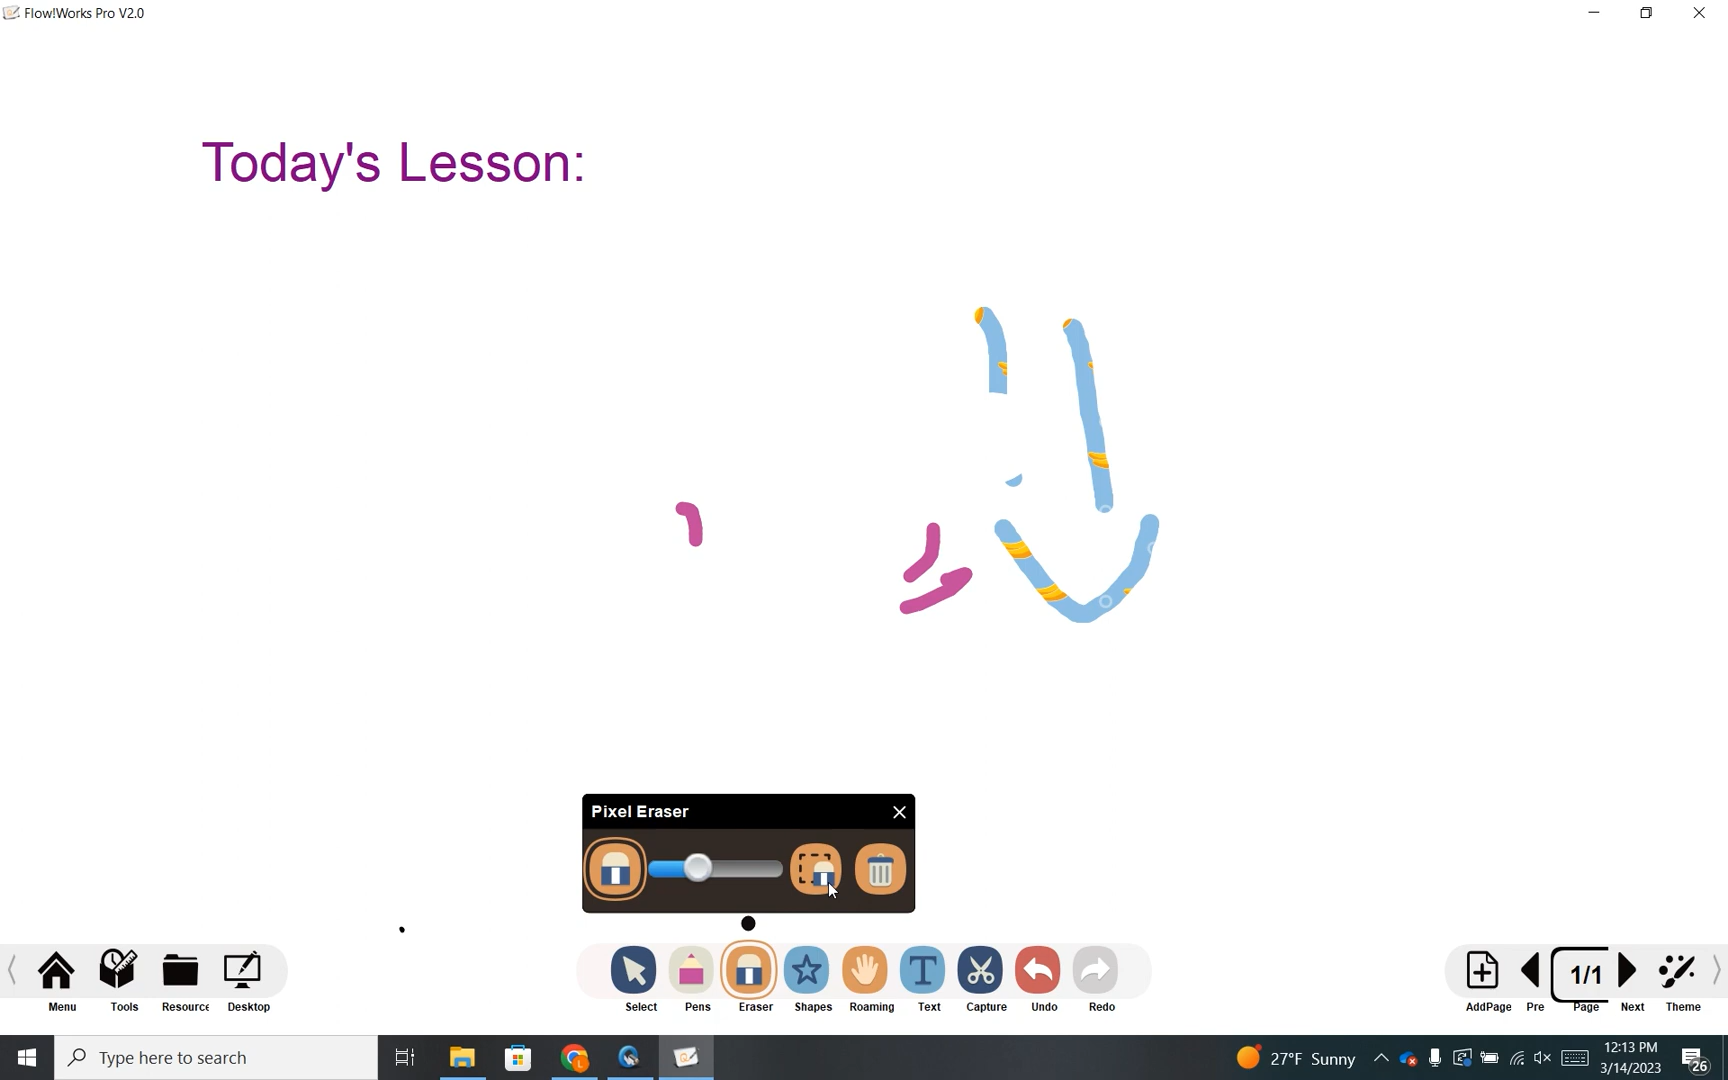 Flow!Works Pro V2.0
Today's Lesson:
Pixel Eraser
Menu Tools Resource Desktop
Select Pens Eraser Shapes Roaming Text Capture Undo Redo
1/1
AddPage Pre Page Next Theme
Type here to search
27°F Sunny
12:13 PM
3/14/2023
26